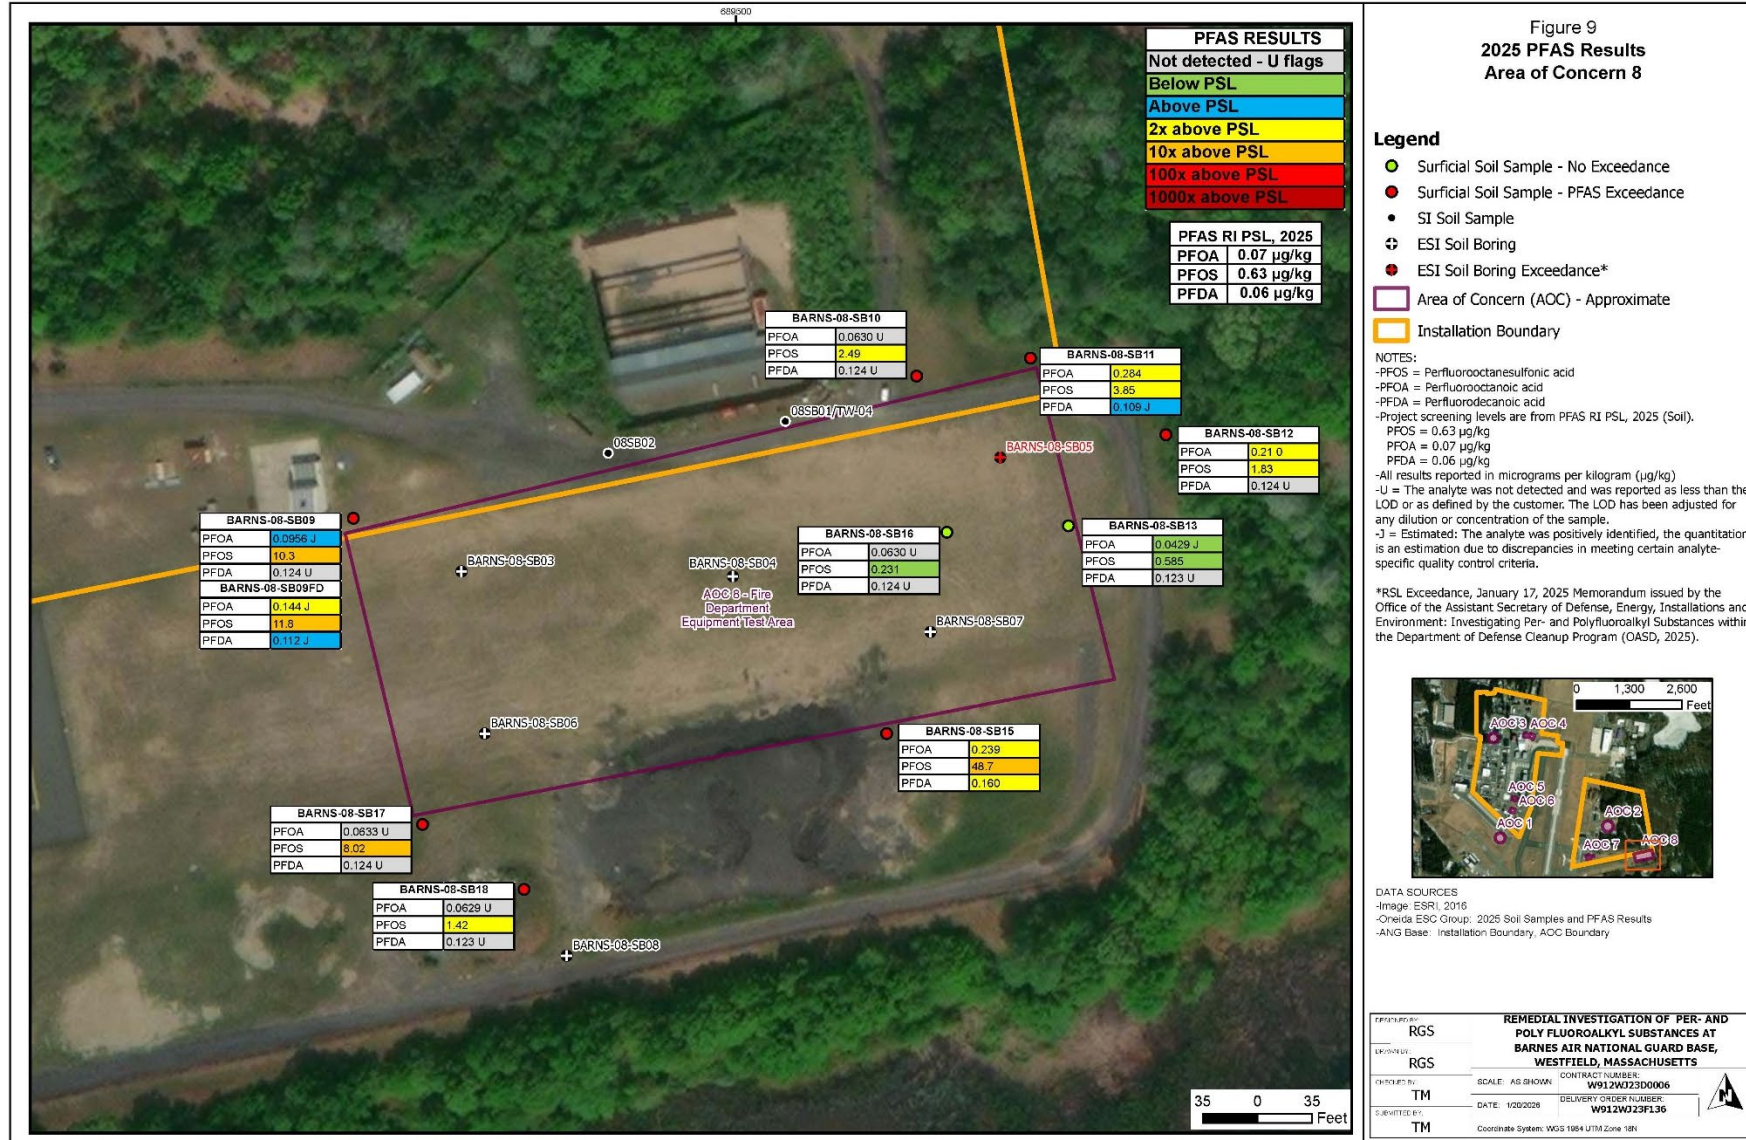 689600
Figure 9
2025 PFAS Results
Area of Concern 8
PFAS RESULTS
Not detected - U flags
Below PSL
Above PSL
2x above PSL
10x above PSL
100x above PSL
1000x above PSL
PFAS RI PSL, 2025
PFOA 0.07 µg/kg
PFOS 0.63 µg/kg
PFDA 0.06 µg/kg
BARNS-08-SB10
PFOA 0.0630 U
PFOS 2.49
PFDA 0.124 U
BARNS-08-SB11
PFOA 0.284
PFOS 3.85
PFDA 0.109 J
08SB01/TW-04
08SB02
BARNS-08-SB05
BARNS-08-SB12
PFOA 0.21 0
PFOS 1.83
PFDA 0.124 U
BARNS-08-SB09
PFOA 0.0956 J
PFOS 10.3
PFDA 0.124 U
BARNS-08-SB09FD
PFOA 0.144 J
PFOS 11.8
PFDA 0.112 J
BARNS-08-SB03
BARNS-08-SB04
AOC 8 - Fire
Department
Equipment Test Area
BARNS-08-SB16
PFOA 0.0630 U
PFOS 0.231
PFDA 0.124 U
BARNS-08-SB13
PFOA 0.0429 J
PFOS 0.585
PFDA 0.123 U
BARNS-08-SB07
BARNS-08-SB06
BARNS-08-SB15
PFOA 0.239
PFOS 48.7
PFDA 0.160
BARNS-08-SB17
PFOA 0.0633 U
PFOS 8.02
PFDA 0.124 U
BARNS-08-SB18
PFOA 0.0629 U
PFOS 1.42
PFDA 0.123 U
BARNS-08-SB08
35 0 35
Feet
Legend
Surficial Soil Sample - No Exceedance
Surficial Soil Sample - PFAS Exceedance
SI Soil Sample
ESI Soil Boring
ESI Soil Boring Exceedance*
Area of Concern (AOC) - Approximate
Installation Boundary
NOTES:
-PFOS = Perfluorooctanesulfonic acid
-PFOA = Perfluorooctanoic acid
-PFDA = Perfluorodecanoic acid
-Project screening levels are from PFAS RI PSL, 2025 (Soil).
PFOS = 0.63 µg/kg
PFOA = 0.07 µg/kg
PFDA = 0.06 µg/kg
-All results reported in micrograms per kilogram (µg/kg)
-U = The analyte was not detected and was reported as less than the
LOD or as defined by the customer. The LOD has been adjusted for
any dilution or concentration of the sample.
-J = Estimated: The analyte was positively identified, the quantitation
is an estimation due to discrepancies in meeting certain analyte-
specific quality control criteria.
*RSL Exceedance, January 17, 2025 Memorandum issued by the
Office of the Assistant Secretary of Defense, Energy, Installations and
Environment: Investigating Per- and Polyfluoroalkyl Substances within
the Department of Defense Cleanup Program (OASD, 2025).
0 1,300 2,600
Feet
AOC 3 AOC 4
AOC 5
AOC 6
AOC 1
AOC 2
AOC 7
AOC 8
DATA SOURCES
-Image: ESRI, 2016
-Oneida ESC Group: 2025 Soil Samples and PFAS Results
-ANG Base: Installation Boundary, AOC Boundary
DESIGNED BY:
RGS
DRAWN BY:
RGS
CHECKED BY:
TM
SUBMITTED BY:
TM
REMEDIAL INVESTIGATION OF PER- AND
POLY FLUOROALKYL SUBSTANCES AT
BARNES AIR NATIONAL GUARD BASE,
WESTFIELD, MASSACHUSETTS
SCALE: AS SHOWN
CONTRACT NUMBER:
W912WJ23D0006
DATE: 1/20/2026
DELIVERY ORDER NUMBER:
W912WJ23F136
Coordinate System: WGS 1984 UTM Zone 18N
N